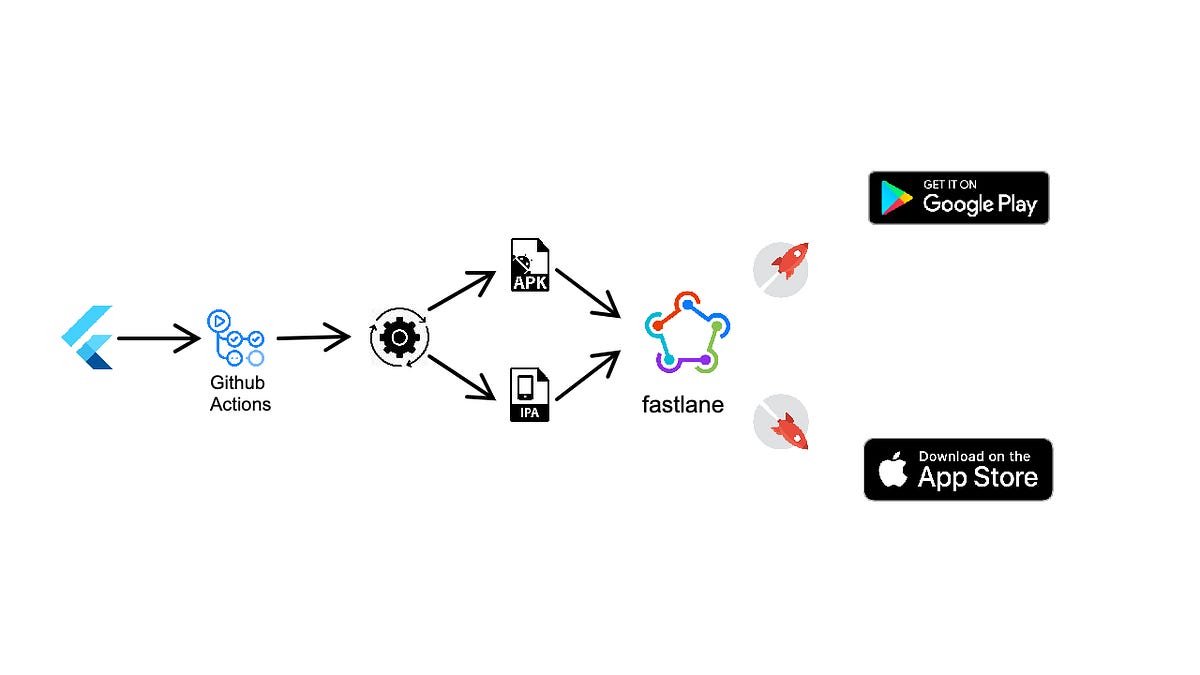 GET IT ON
Google Play
APK
Github
Actions
IPA
fastlane
Download on the
App Store